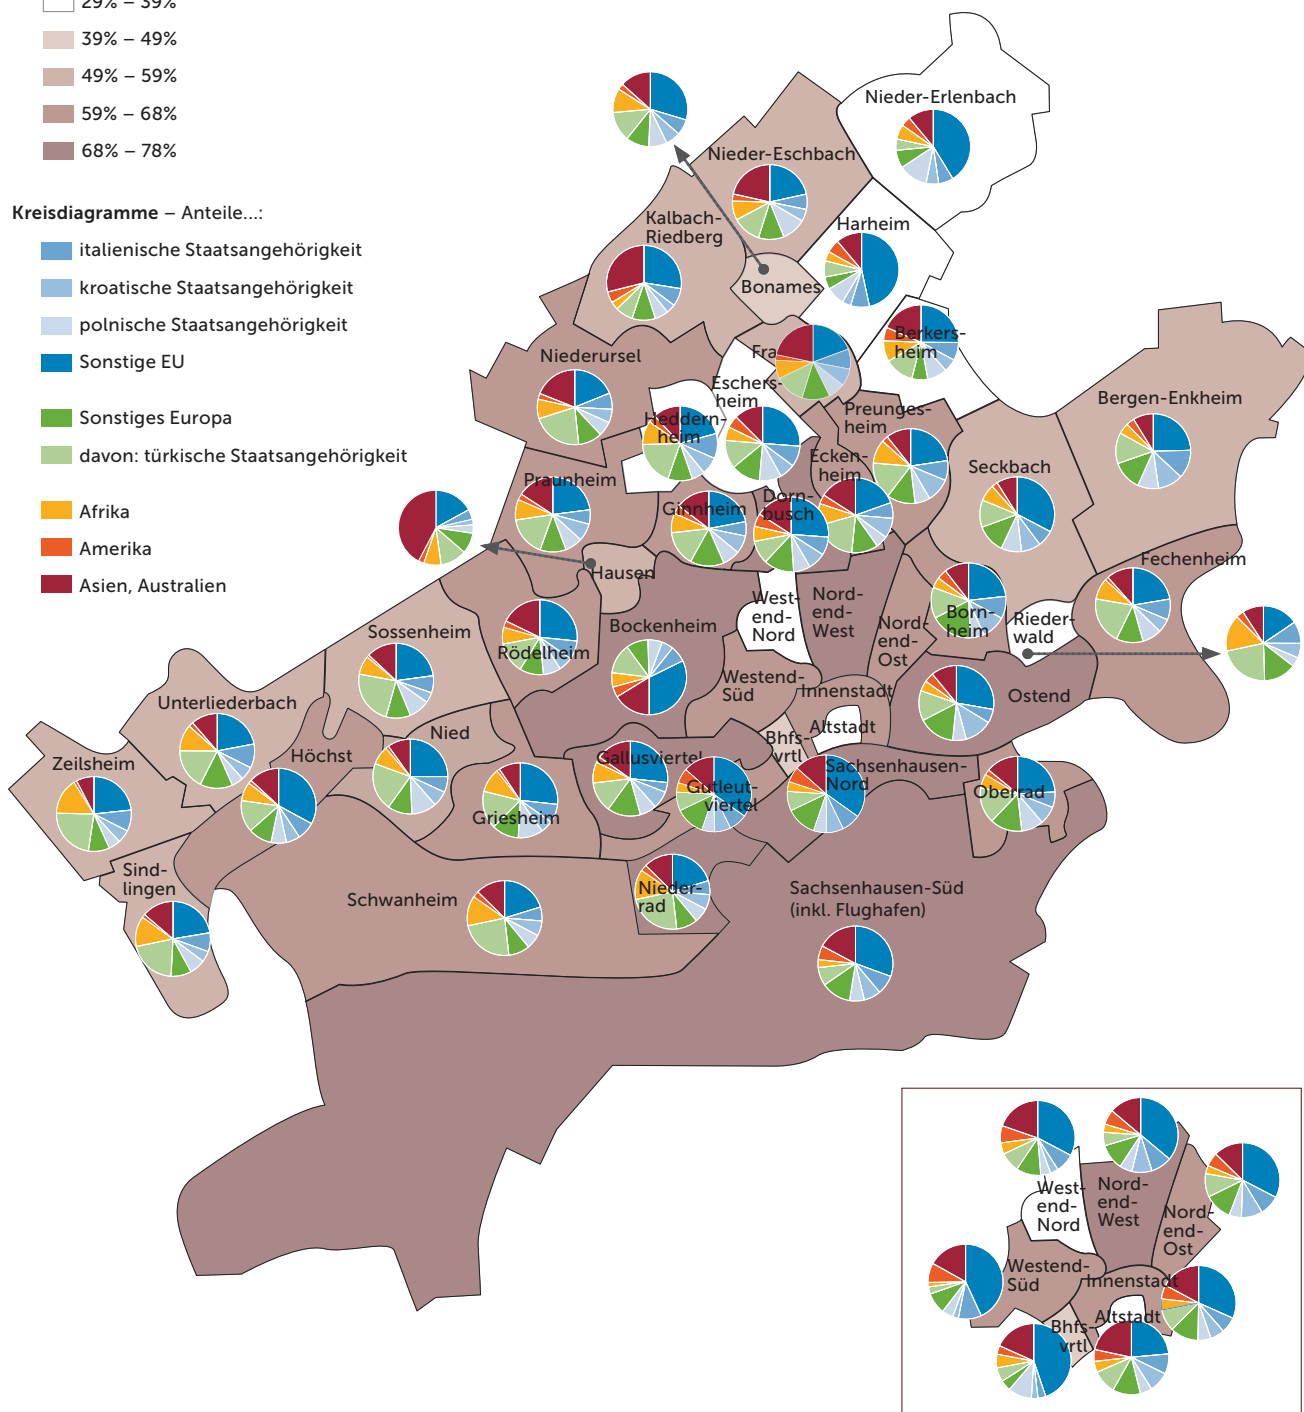 29% – 39%
39% – 49%
49% – 59%
59% – 68%
68% – 78%
Kreisdiagramme – Anteile...:
italienische Staatsangehörigkeit
kroatische Staatsangehörigkeit
polnische Staatsangehörigkeit
Sonstige EU
Sonstiges Europa
davon: türkische Staatsangehörigkeit
Afrika
Amerika
Asien, Australien
Nieder-Erlenbach
Nieder-Eschbach
Kalbach-
Riedberg
Harheim
Bonames
Berkers-
heim
Niederursel
Fra
Eschers-
heim
Heddern-
heim
Preunges-
heim
Bergen-Enkheim
Ecken-
heim
Seckbach
Praunheim
Ginnheim
Dorn-
busch
Fechenheim
Hausen
West-
end-
Nord
Nord-
end-
West
Nord-
end-
Ost
Born-
heim
Rieder-
wald
Sossenheim
Rödelheim
Bockenheim
Westend-
Süd
Innenstadt
Ostend
Unterliederbach
Altstadt
Bhfs-
vrtl
Nied
Höchst
Zeilsheim
Gallusviertel
Sachsenhausen-
Nord
Gutleut-
viertel
Oberrad
Griesheim
Sind-
lingen
Schwanheim
Nieder-
rad
Sachsenhausen-Süd
(inkl. Flughafen)
West-
end-
Nord
Nord-
end-
West
Nord-
end-
Ost
Westend-
Süd
Innenstadt
Altstadt
Bhfs-
vrtl